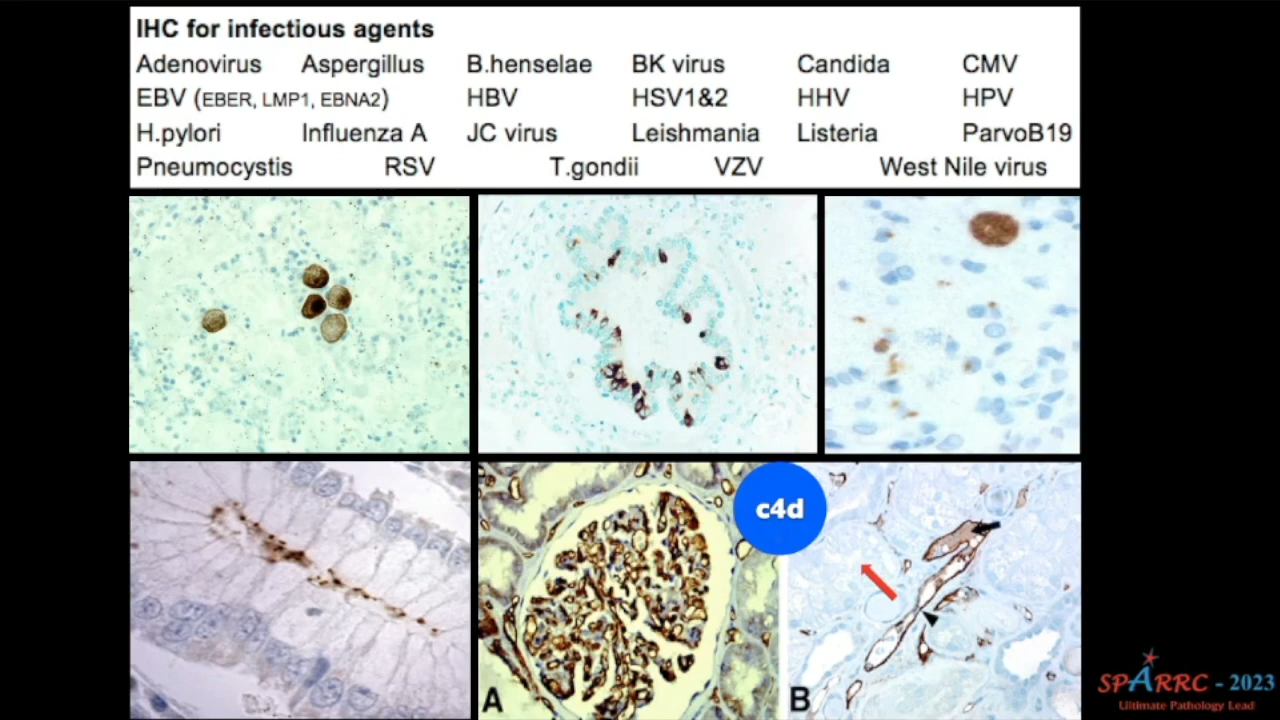 IHC for infectious agents
Adenovirus Aspergillus B.henselae BK virus Candida CMV
EBV (EBER, LMP1, EBNA2) HBV HSV1&2 HHV HPV
H.pylori Influenza A JC virus Leishmania Listeria ParvoB19
Pneumocystis RSV T.gondii VZV West Nile virus
c4d
A B
SPARRC - 2023
Ultimate Pathology Lead